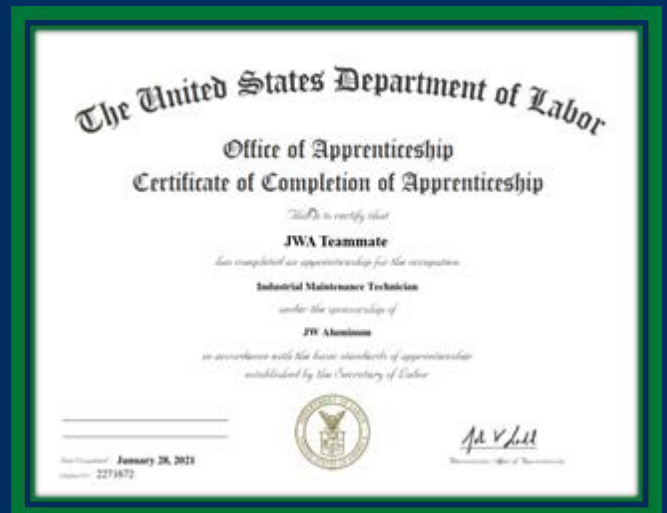 The United States Department of Labor
Office of Apprenticeship
Certificate of Completion of Apprenticeship
This is to certify that
JWA Teammate
has completed an apprenticeship for the occupation
Industrial Maintenance Technician
under the sponsorship of
JW Aluminum
in accordance with the basic standards of apprenticeship
established by the Secretary of Labor
January 28, 2021
2271672